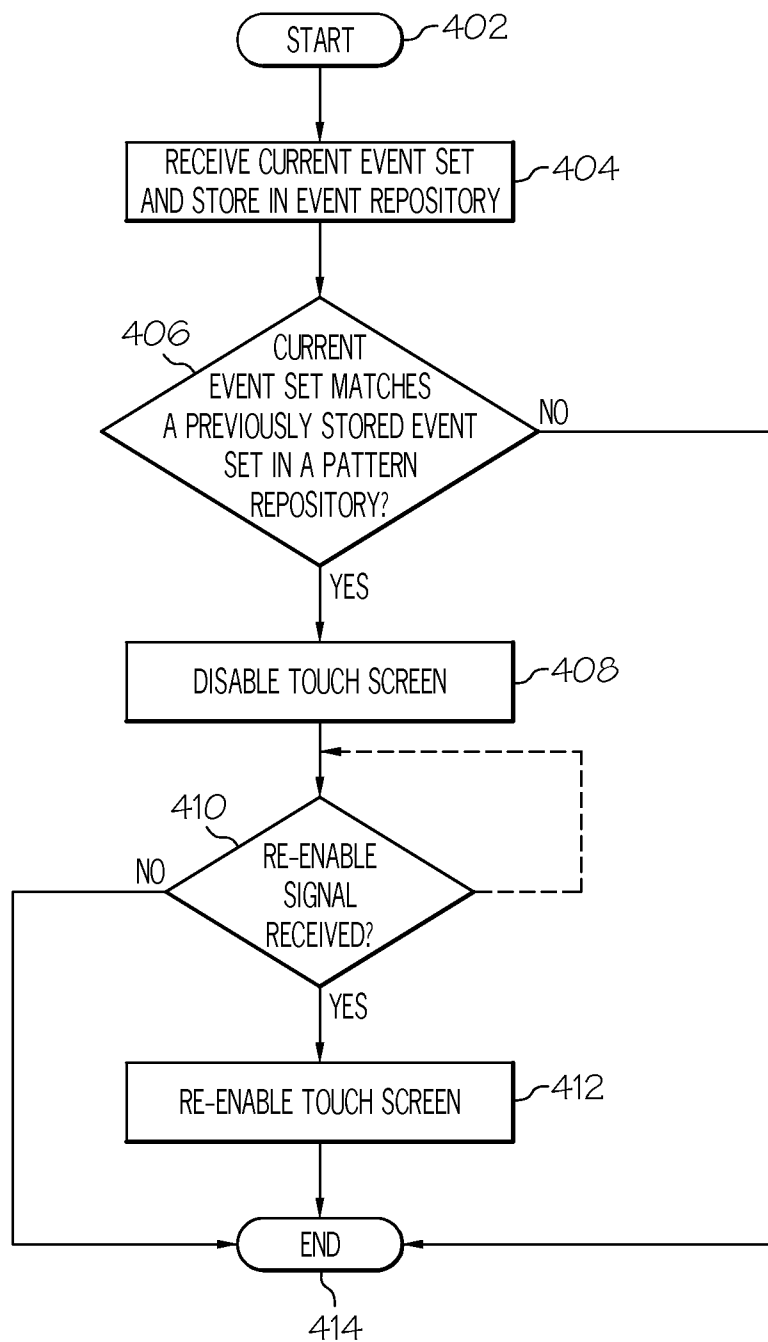 START
402
RECEIVE CURRENT EVENT SET
AND STORE IN EVENT REPOSITORY
404
406
CURRENT
EVENT SET MATCHES
A PREVIOUSLY STORED EVENT
SET IN A PATTERN
REPOSITORY?
NO
YES
DISABLE TOUCH SCREEN
408
410
NO
RE-ENABLE
SIGNAL
RECEIVED?
YES
RE-ENABLE TOUCH SCREEN
412
END
414